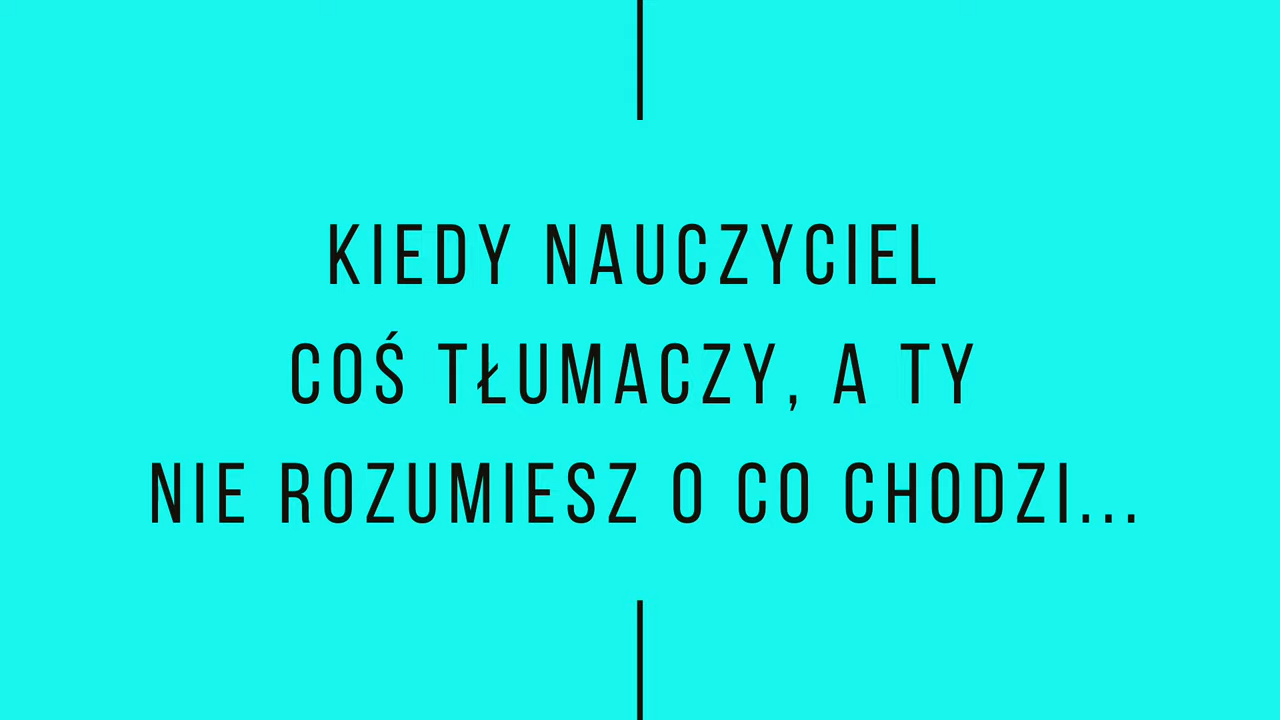 KIEDY NAUCZYCIEL
COŚ TŁUMACZY, A TY
NIE ROZUMIESZ O CO CHODZI...